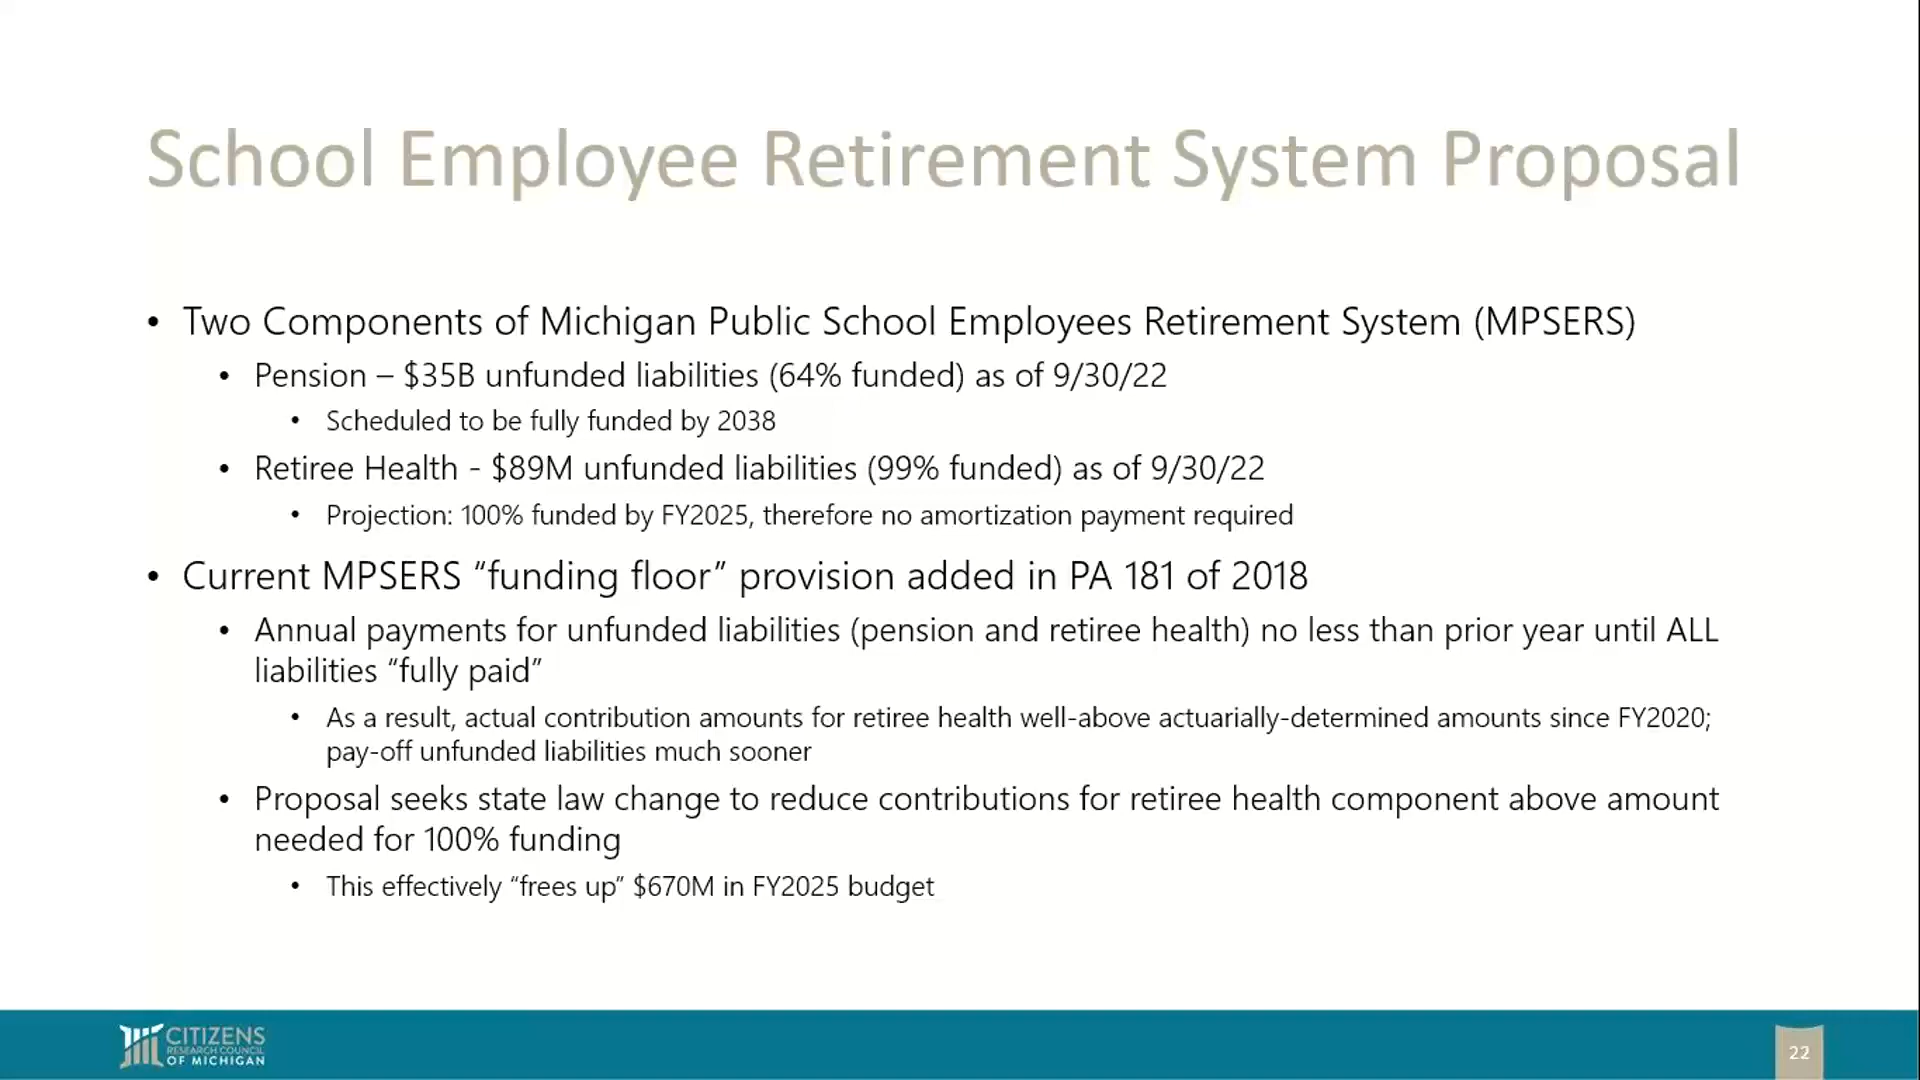 School Employee Retirement System Proposal
• Two Components of Michigan Public School Employees Retirement System (MPSERS)
• Pension – $35B unfunded liabilities (64% funded) as of 9/30/22
• Scheduled to be fully funded by 2038
• Retiree Health - $89M unfunded liabilities (99% funded) as of 9/30/22
• Projection: 100% funded by FY2025, therefore no amortization payment required
• Current MPSERS “funding floor” provision added in PA 181 of 2018
• Annual payments for unfunded liabilities (pension and retiree health) no less than prior year until ALL
liabilities “fully paid”
• As a result, actual contribution amounts for retiree health well-above actuarially-determined amounts since FY2020;
pay-off unfunded liabilities much sooner
• Proposal seeks state law change to reduce contributions for retiree health component above amount
needed for 100% funding
• This effectively “frees up” $670M in FY2025 budget
CITIZENS
RESEARCH COUNCIL
OF MICHIGAN
22